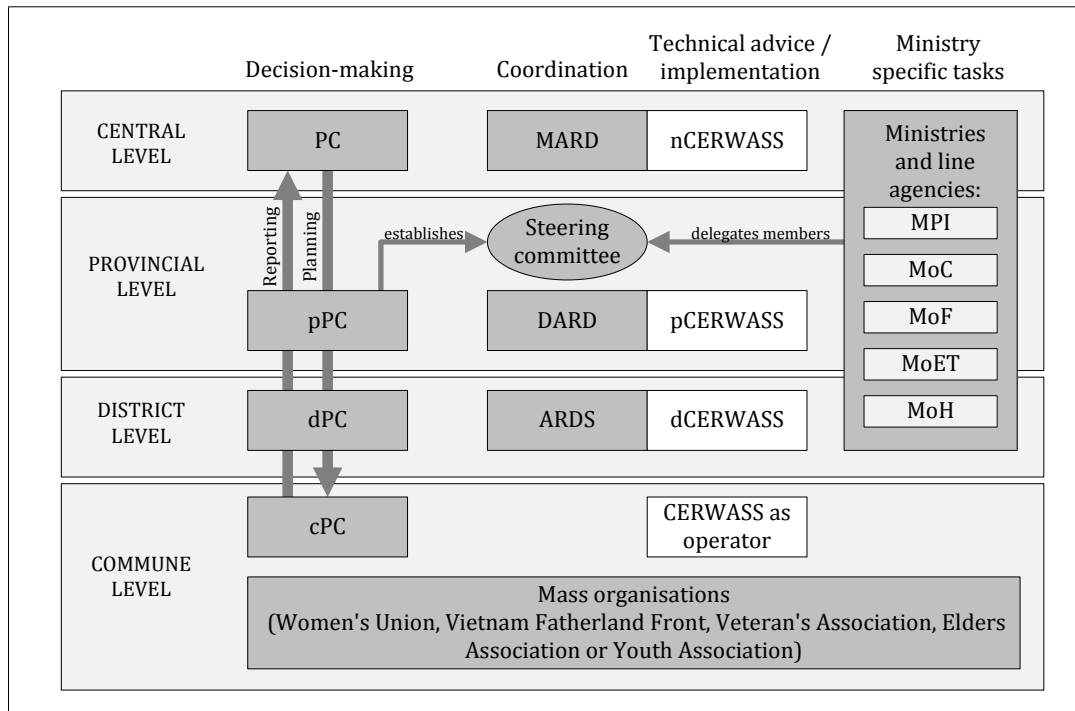 Decision-making
Coordination
Technical advice /
implementation
Ministry
specific tasks
CENTRAL
LEVEL
PC
MARD
nCERWASS
Ministries
and line
agencies:
MPI
MoC
MoF
MoET
MoH
PROVINCIAL
LEVEL
Reporting
Planning
establishes
Steering
committee
delegates members
pPC
DARD
pCERWASS
DISTRICT
LEVEL
dPC
ARDS
dCERWASS
COMMUNE
LEVEL
cPC
CERWASS as
operator
Mass organisations
(Women's Union, Vietnam Fatherland Front, Veteran's Association, Elders
Association or Youth Association)